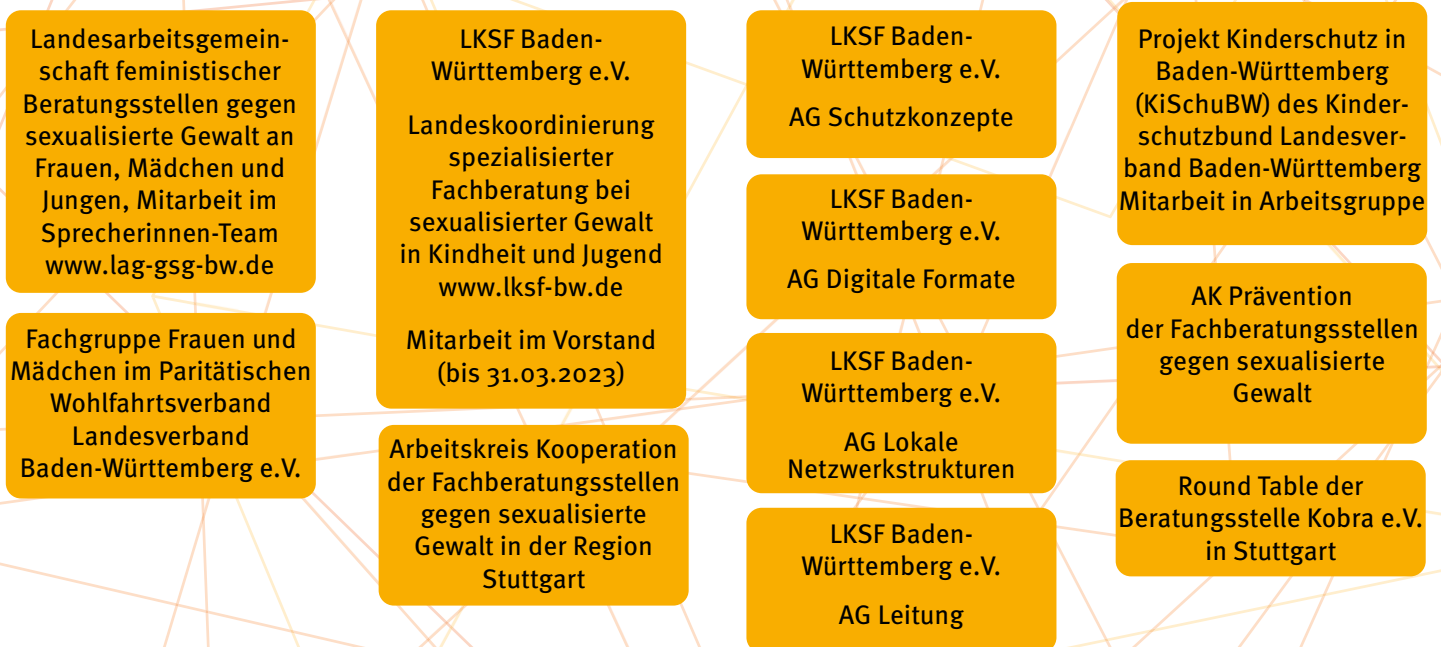 Landesarbeitsgemein-
schaft feministischer
Beratungsstellen gegen
sexualisierte Gewalt an
Frauen, Mädchen und
Jungen, Mitarbeit im
Sprecherinnen-Team
www.lag-gsg-bw.de
Fachgruppe Frauen und
Mädchen im Paritätischen
Wohlfahrtsverband
Landesverband
Baden-Württemberg e.V.
LKSF Baden-
Württemberg e.V.
Landeskoordinierung
spezialisierter
Fachberatung bei
sexualisierter Gewalt
in Kindheit und Jugend
www.lksf-bw.de
Mitarbeit im Vorstand
(bis 31.03.2023)
Arbeitskreis Kooperation
der Fachberatungsstellen
gegen sexualisierte
Gewalt in der Region
Stuttgart
LKSF Baden-
Württemberg e.V.
AG Schutzkonzepte
LKSF Baden-
Württemberg e.V.
AG Digitale Formate
LKSF Baden-
Württemberg e.V.
AG Lokale
Netzwerkstrukturen
LKSF Baden-
Württemberg e.V.
AG Leitung
Projekt Kinderschutz in
Baden-Württemberg
(KiSchuBW) des Kinder-
schutzbund Landesver-
band Baden-Württemberg
Mitarbeit in Arbeitsgruppe
AK Prävention
der Fachberatungsstellen
gegen sexualisierte
Gewalt
Round Table der
Beratungsstelle Kobra e.V.
in Stuttgart